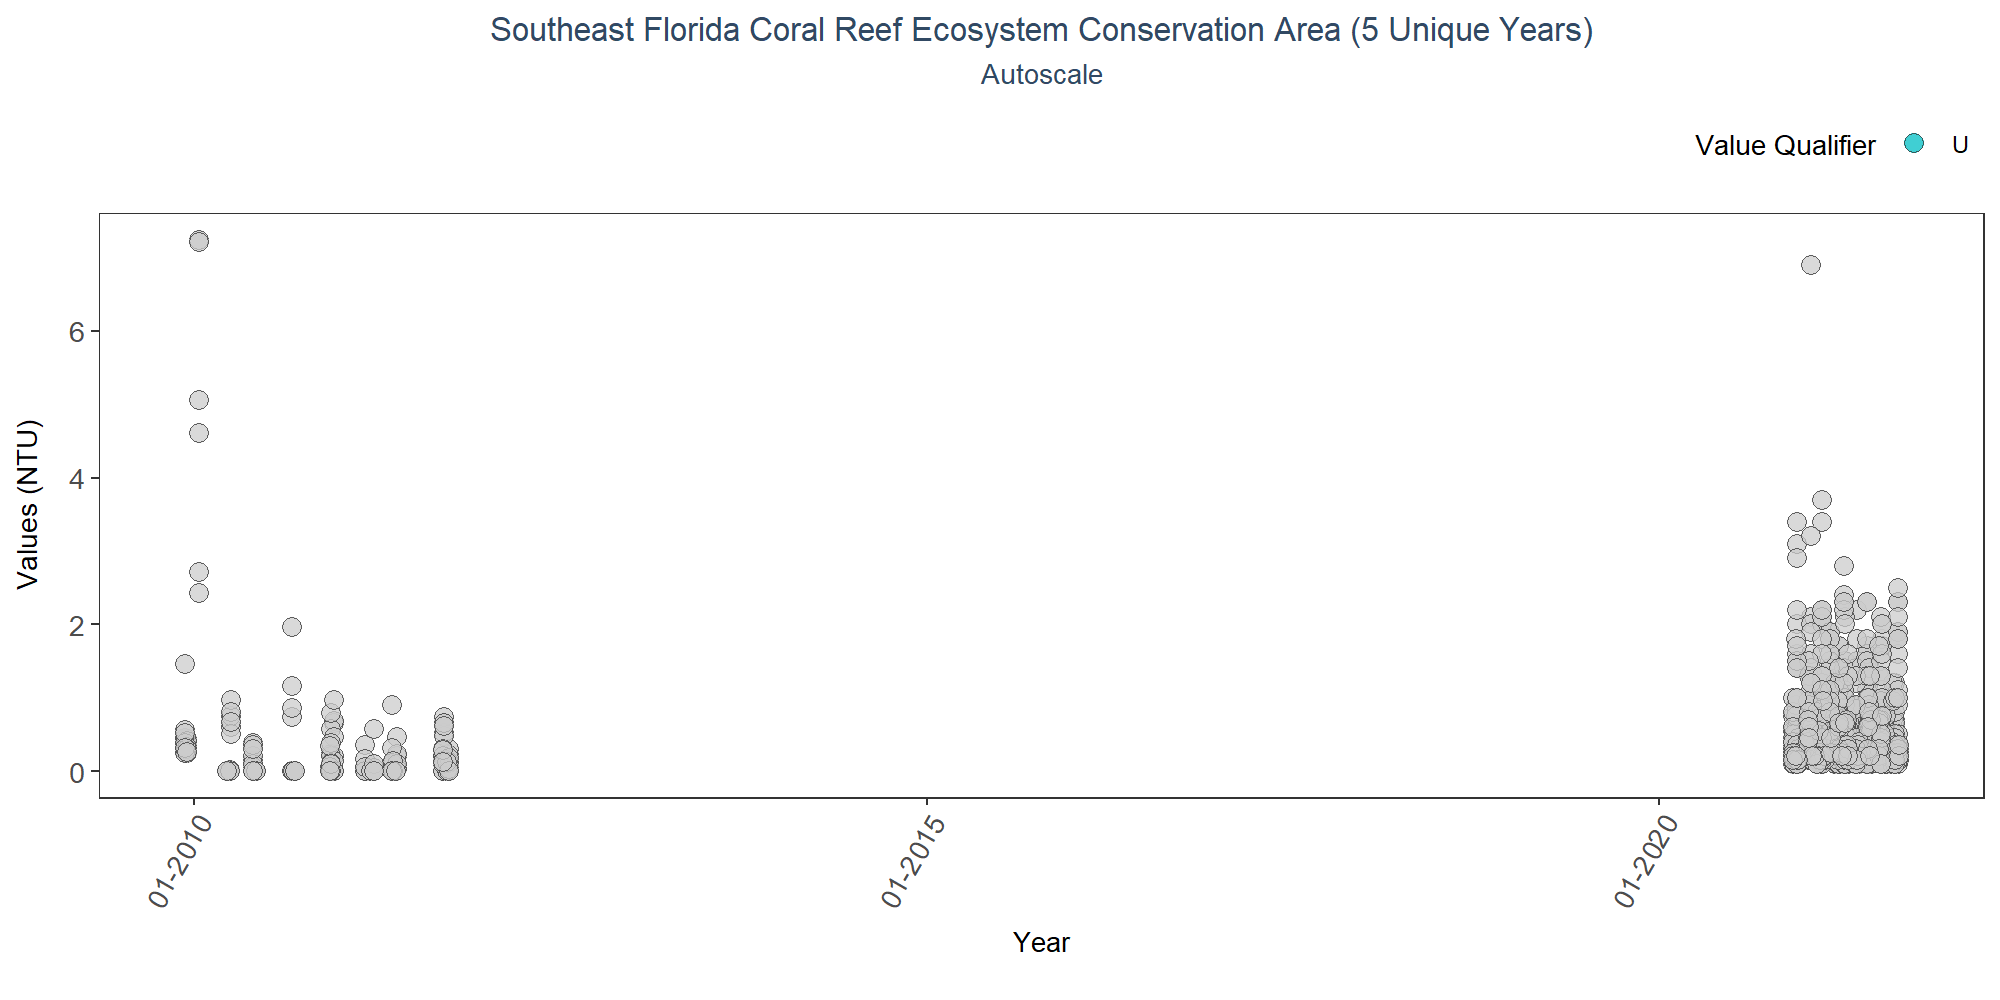 Southeast Florida Coral Reef Ecosystem Conservation Area (5 Unique Years)
Autoscale
Value Qualifier U
6
4
2
0
Values (NTU)
01-2010
01-2015
01-2020
Year